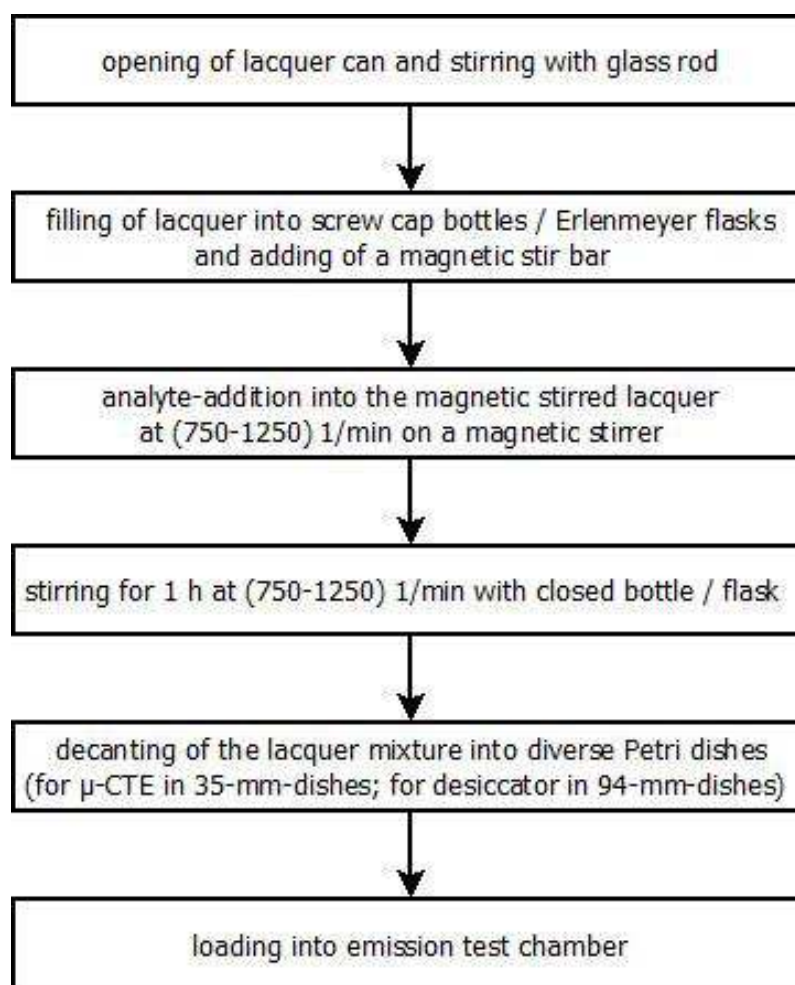 opening of lacquer can and stirring with glass rod
filling of lacquer into screw cap bottles / Erlenmeyer flasks
and adding of a magnetic stir bar
analyte-addition into the magnetic stirred lacquer
at (750-1250) 1/min on a magnetic stirrer
stirring for 1 h at (750-1250) 1/min with closed bottle / flask
decanting of the lacquer mixture into diverse Petri dishes
(for µ-CTE in 35-mm-dishes; for desiccator in 94-mm-dishes)
loading into emission test chamber